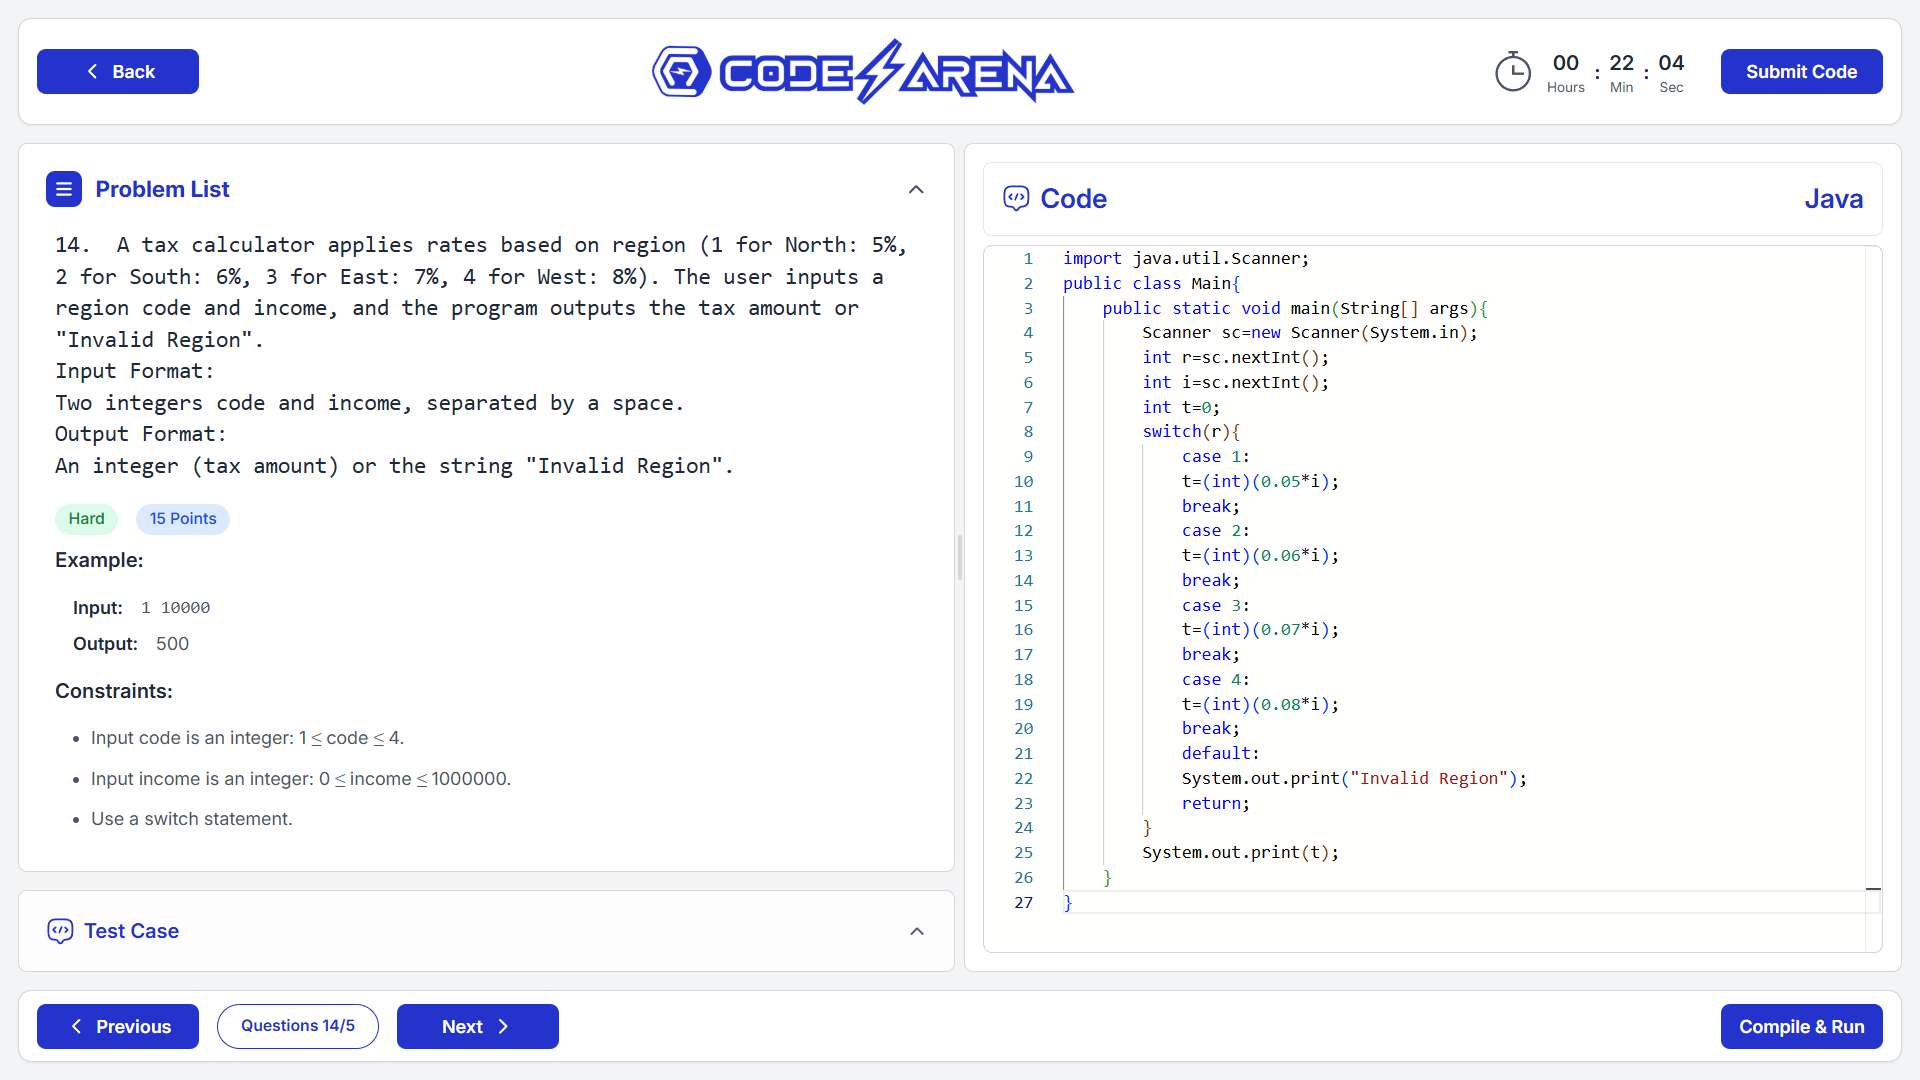 Back
CODE ARENA
00 : 22 : 04
Hours Min Sec
Submit Code
Problem List
14.  A tax calculator applies rates based on region (1 for North: 5%,
2 for South: 6%, 3 for East: 7%, 4 for West: 8%). The user inputs a
region code and income, and the program outputs the tax amount or
"Invalid Region".
Input Format:
Two integers code and income, separated by a space.
Output Format:
An integer (tax amount) or the string "Invalid Region".
Hard 15 Points
Example:
Input: 1 10000
Output: 500
Constraints:
• Input code is an integer: 1 ≤ code ≤ 4.
• Input income is an integer: 0 ≤ income ≤ 1000000.
• Use a switch statement.
Test Case
Code Java
1 import java.util.Scanner;
2 public class Main{
3     public static void main(String[] args){
4         Scanner sc=new Scanner(System.in);
5         int r=sc.nextInt();
6         int i=sc.nextInt();
7         int t=0;
8         switch(r){
9             case 1:
10             t=(int)(0.05*i);
11             break;
12             case 2:
13             t=(int)(0.06*i);
14             break;
15             case 3:
16             t=(int)(0.07*i);
17             break;
18             case 4:
19             t=(int)(0.08*i);
20             break;
21             default:
22             System.out.print("Invalid Region");
23             return;
24         }
25         System.out.print(t);
26     }
27 }
Previous
Questions 14/5
Next
Compile & Run